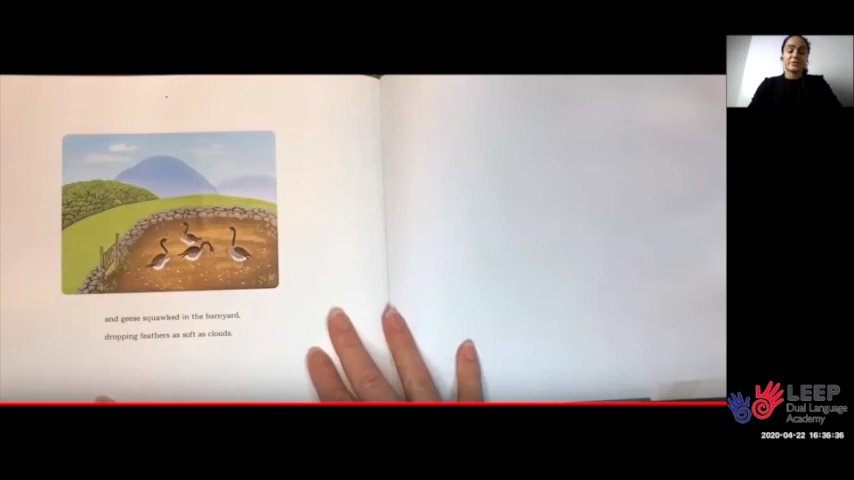 and geese squawked in the barnyard,
dropping feathers as soft as clouds.
LEEP
Dual Language
Academy
2020-04-22 16:36:36